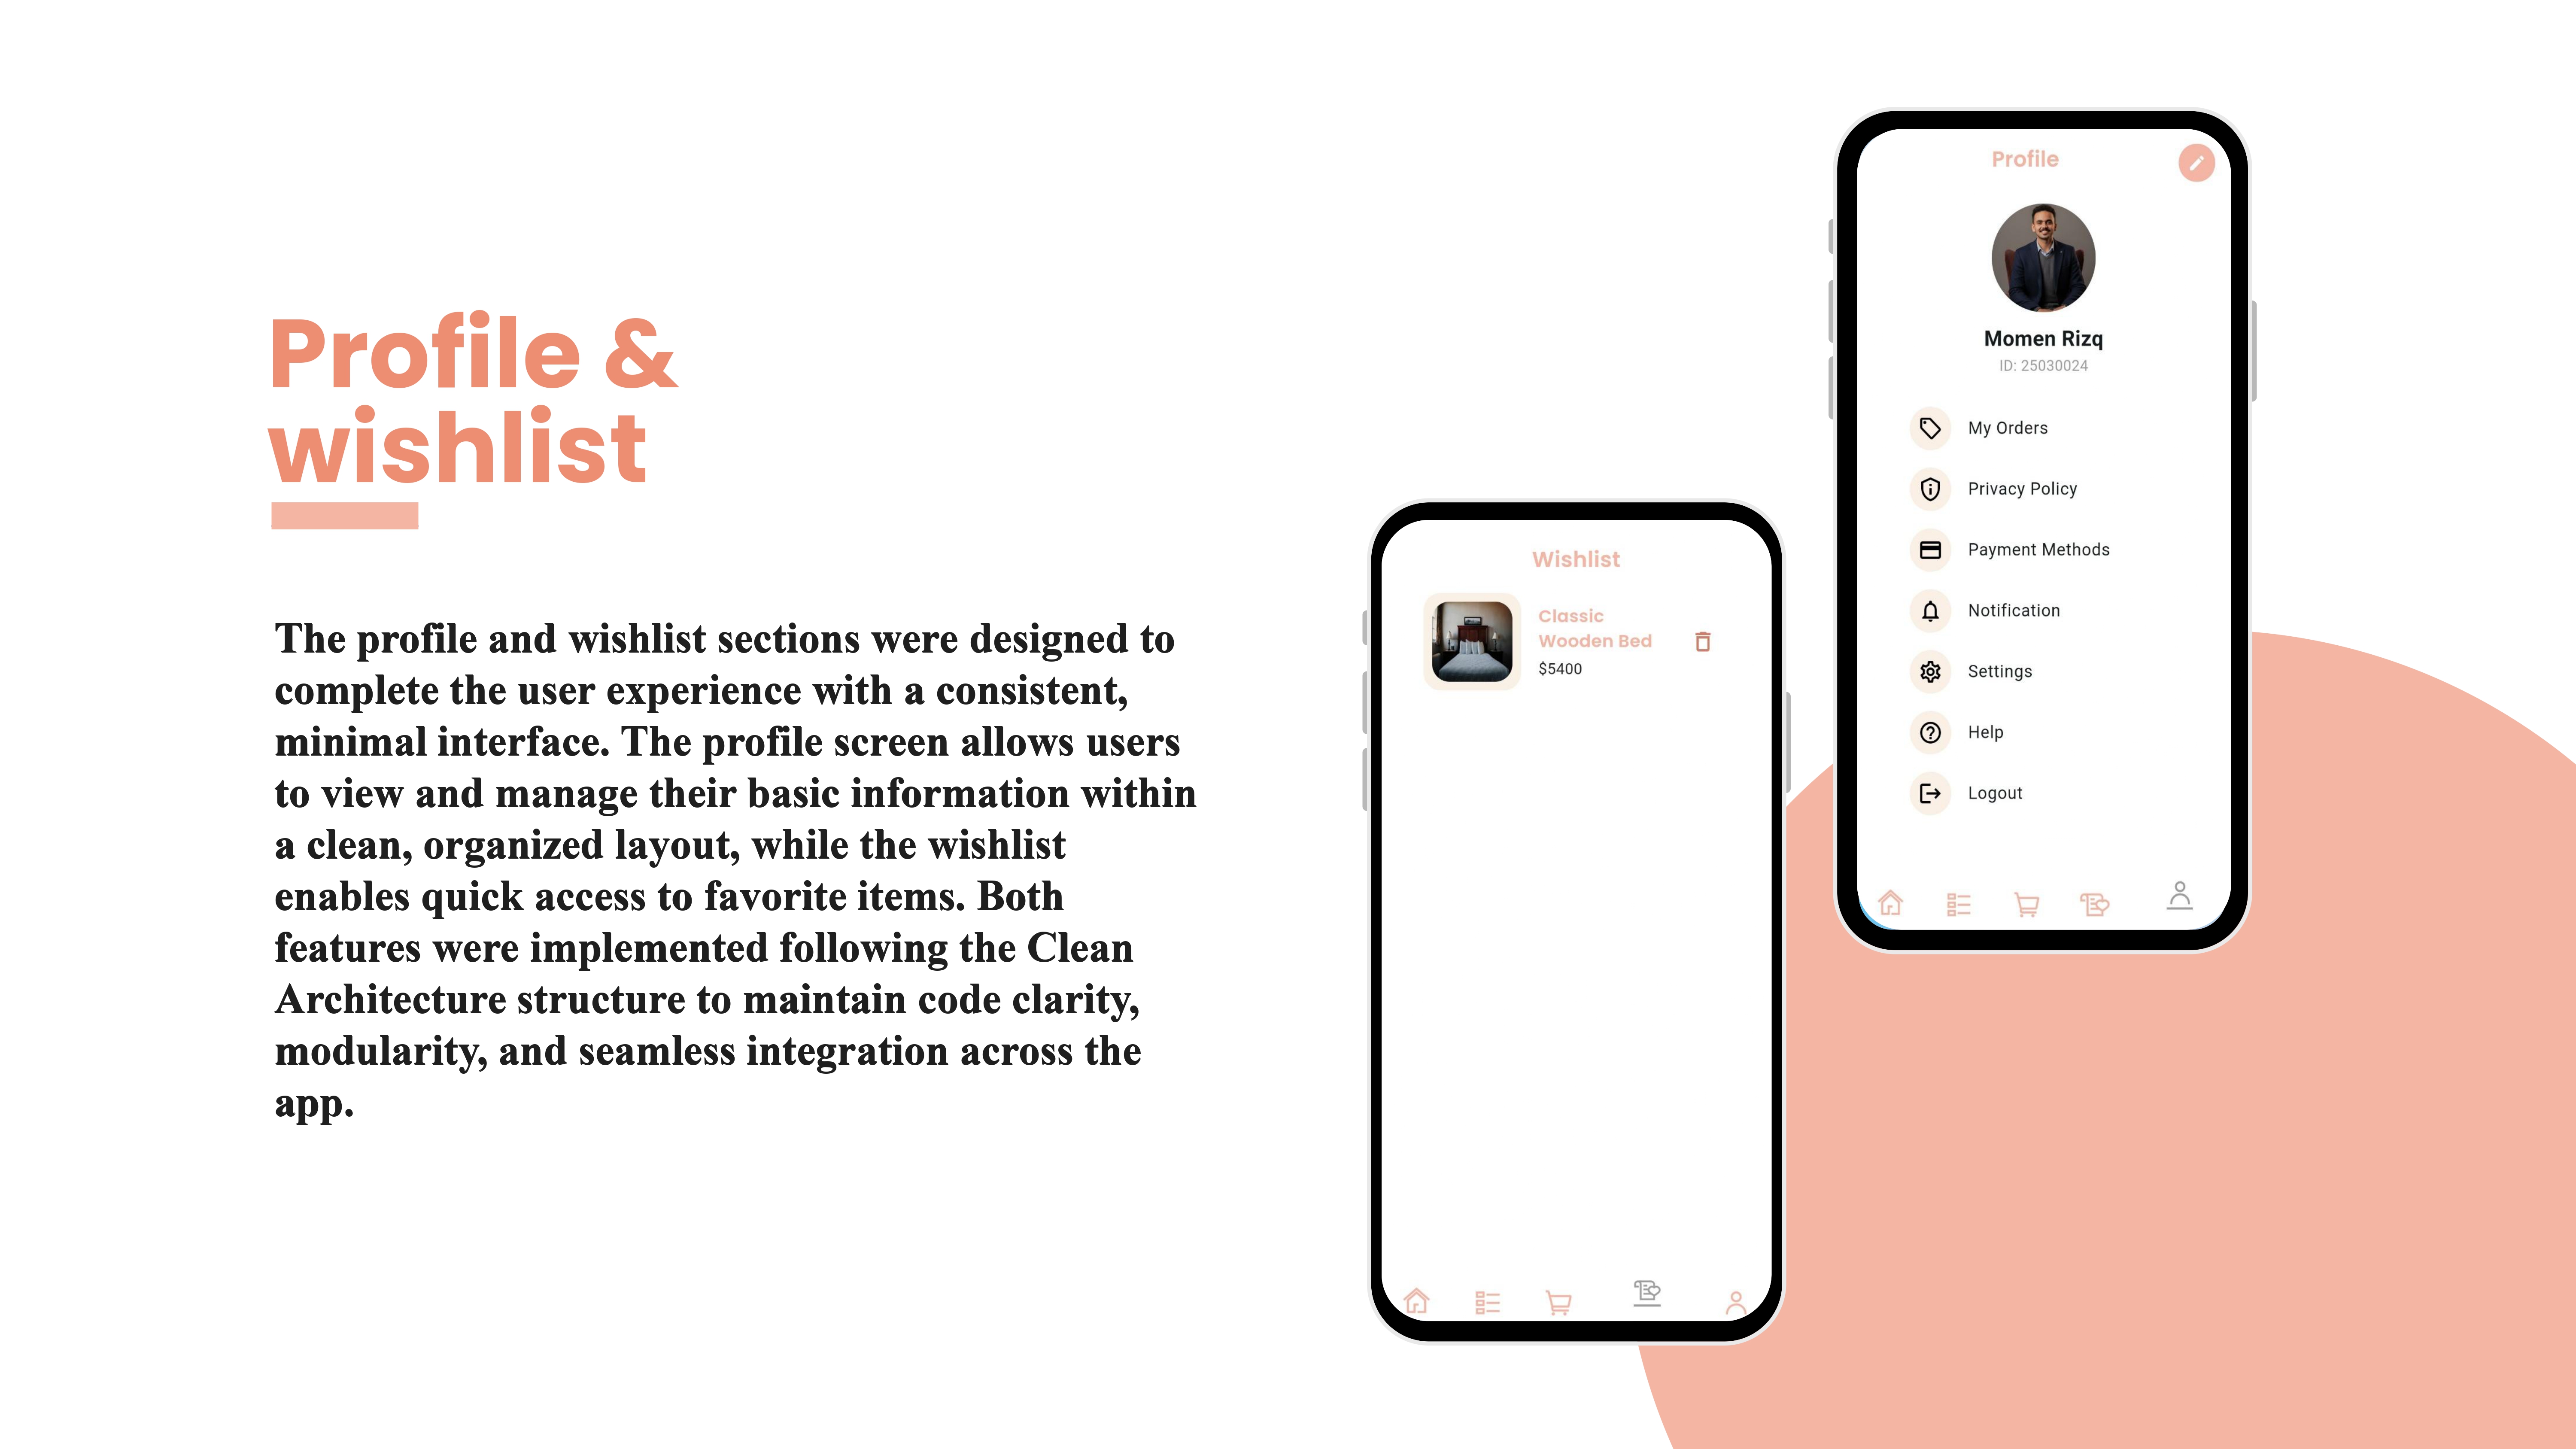 Profile &
wishlist
The profile and wishlist sections were designed to
complete the user experience with a consistent,
minimal interface. The profile screen allows users
to view and manage their basic information within
a clean, organized layout, while the wishlist
enables quick access to favorite items. Both
features were implemented following the Clean
Architecture structure to maintain code clarity,
modularity, and seamless integration across the
app.
Wishlist
Classic
Wooden Bed
$5400
Profile
Momen Rizq
ID: 25030024
My Orders
Privacy Policy
Payment Methods
Notification
Settings
Help
Logout